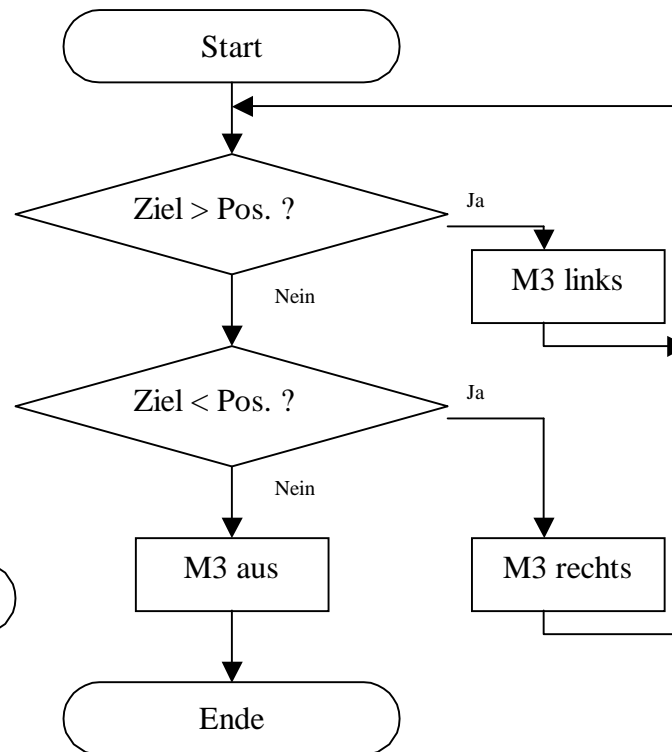 Start
Ziel > Pos. ?
Ja
M3 links
Nein
Ziel < Pos. ?
Ja
Nein
M3 aus
M3 rechts
Ende